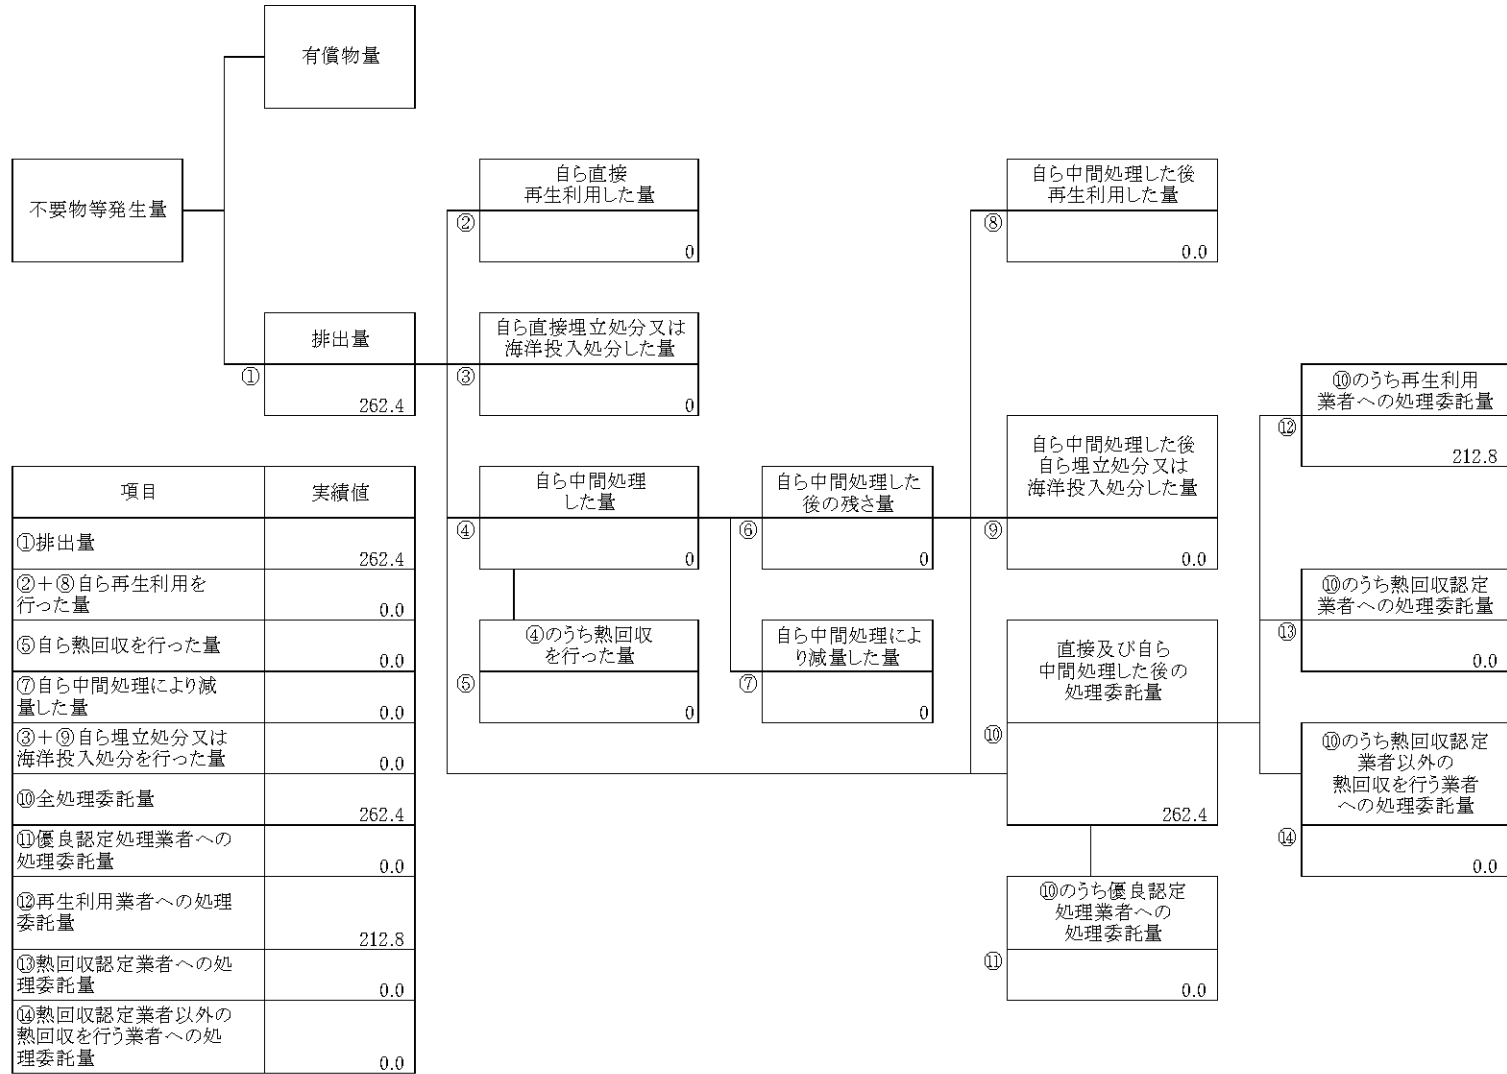 有償物量
不要物等発生量
自ら直接
再生利用した量
②
0
自ら中間処理した後
再生利用した量
⑧
0.0
排出量
①
262.4
自ら直接埋立処分又は
海洋投入処分した量
③
0
⑩のうち再生利用
業者への処理委託量
⑫
212.8
自ら中間処理
した量
④
0
自ら中間処理した
後の残さ量
⑥
0
自ら中間処理した後
自ら埋立処分又は
海洋投入処分した量
⑨
0.0
⑩のうち熱回収認定
業者への処理委託量
⑬
0.0
④のうち熱回収
を行った量
⑤
0
自ら中間処理によ
り減量した量
⑦
0
直接及び自ら
中間処理した後の
処理委託量
⑩
262.4
⑩のうち熱回収認定
業者以外の
熱回収を行う業者
への処理委託量
⑭
0.0
⑩のうち優良認定
処理業者への
処理委託量
⑪
0.0
項目 実績値
①排出量
262.4
②＋⑧自ら再生利用を
行った量 0.0
⑤自ら熱回収を行った量
0.0
⑦自ら中間処理により減
量した量 0.0
③＋⑨自ら埋立処分又は
海洋投入処分を行った量 0.0
⑩全処理委託量
262.4
⑪優良認定処理業者への
処理委託量 0.0
⑫再生利用業者への処理
委託量
212.8
⑬熱回収認定業者への処
理委託量 0.0
⑭熱回収認定業者以外の
熱回収を行う業者への処
理委託量 0.0